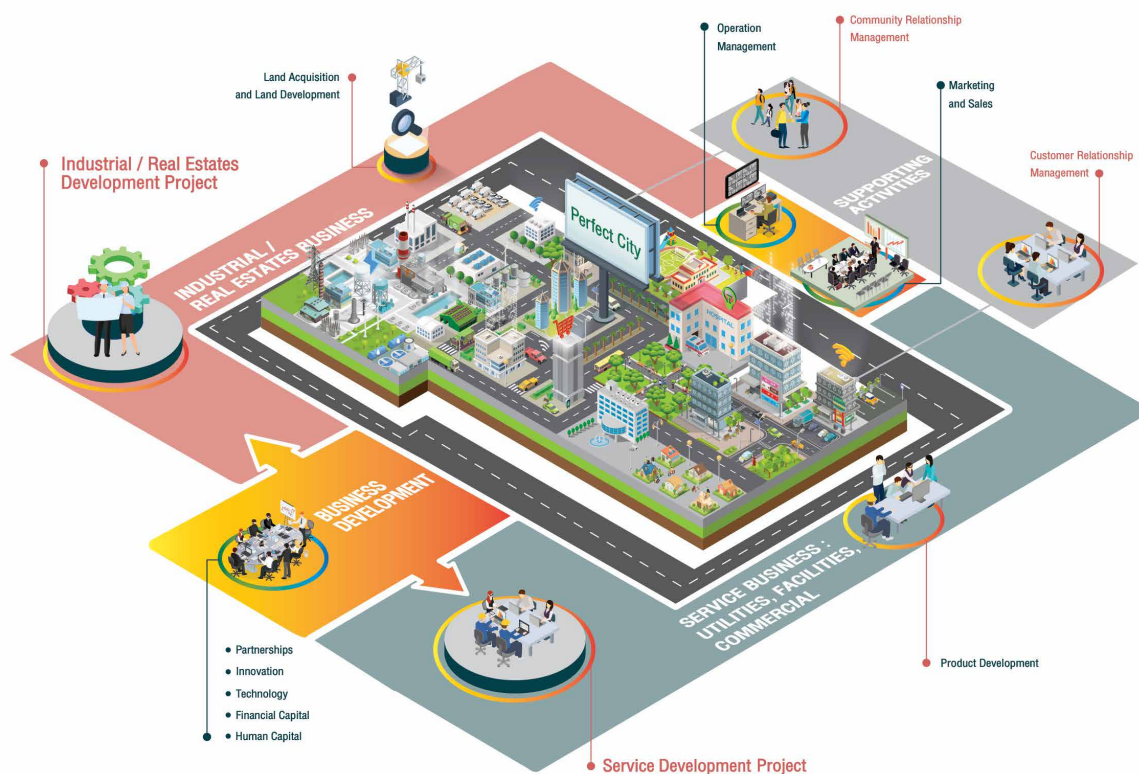 Operation
Management
Community Relationship
Management
Land Acquisition
and Land Development
Marketing
and Sales
Industrial / Real Estates
Development Project
Customer Relationship
Management
SUPPORTING
ACTIVITIES
INDUSTRIAL /
REAL ESTATES BUSINESS
Perfect City
HOSPITAL
BUSINESS
DEVELOPMENT
SERVICE BUSINESS :
UTILITIES, FACILITIES,
COMMERCIAL
• Partnerships
• Innovation
• Technology
• Financial Capital
• Human Capital
Product Development
Service Development Project